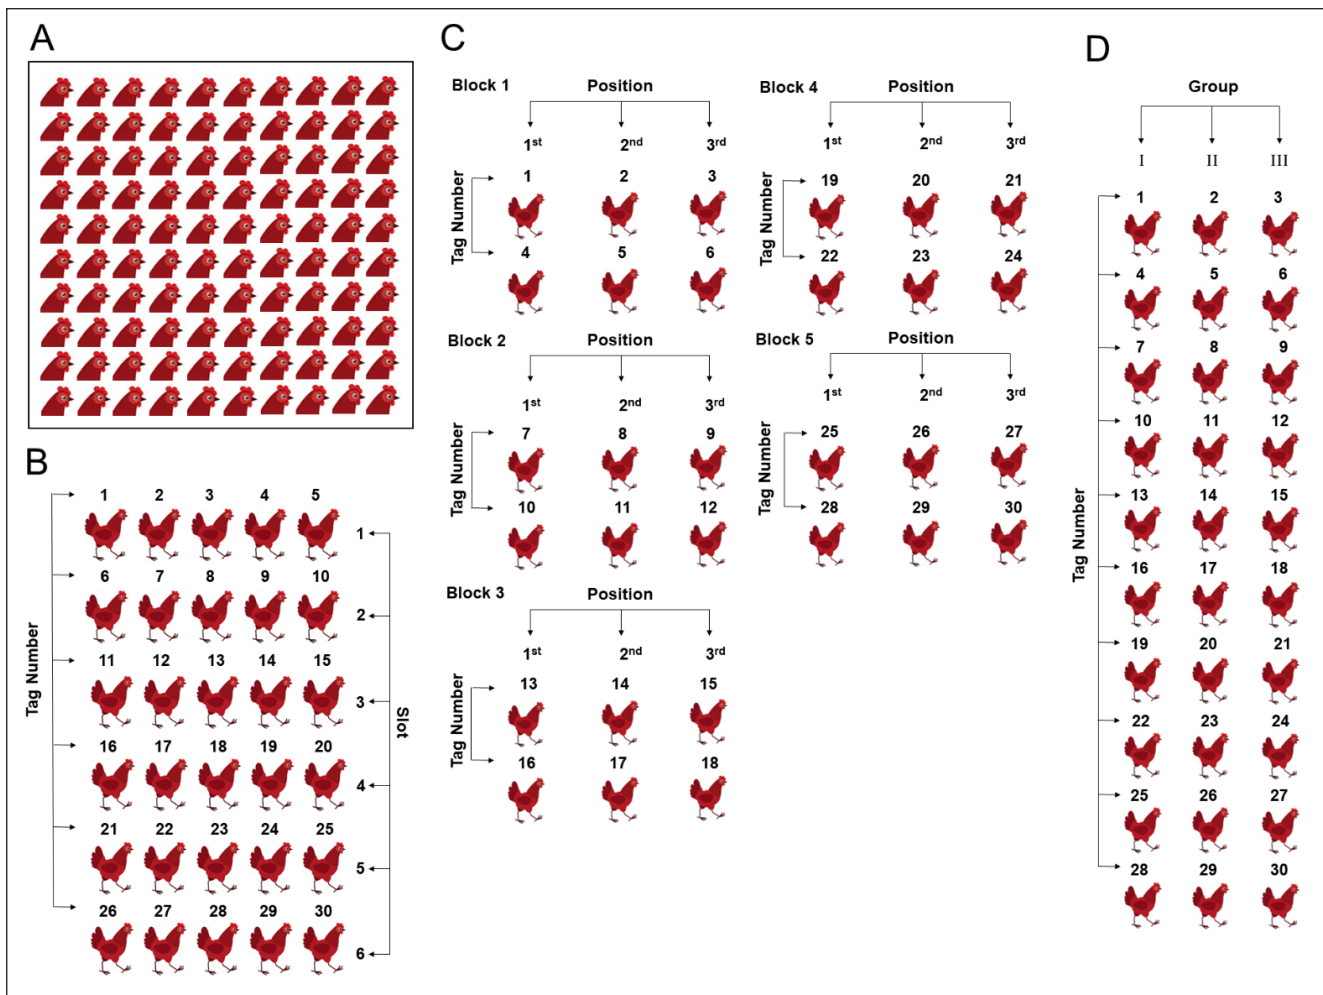 A
B
Tag Number
1 2 3 4 5
6 7 8 9 10
11 12 13 14 15
16 17 18 19 20
21 22 23 24 25
26 27 28 29 30
1
2
3
4
5
6
Slot
C
Block 1
Position
1st 2nd 3rd
Tag Number
1 2 3
4 5 6
Block 2
Position
1st 2nd 3rd
Tag Number
7 8 9
10 11 12
Block 3
Position
1st 2nd 3rd
Tag Number
13 14 15
16 17 18
Block 4
Position
1st 2nd 3rd
Tag Number
19 20 21
22 23 24
Block 5
Position
1st 2nd 3rd
Tag Number
25 26 27
28 29 30
D
Group
I II III
Tag Number
1 2 3
4 5 6
7 8 9
10 11 12
13 14 15
16 17 18
19 20 21
22 23 24
25 26 27
28 29 30